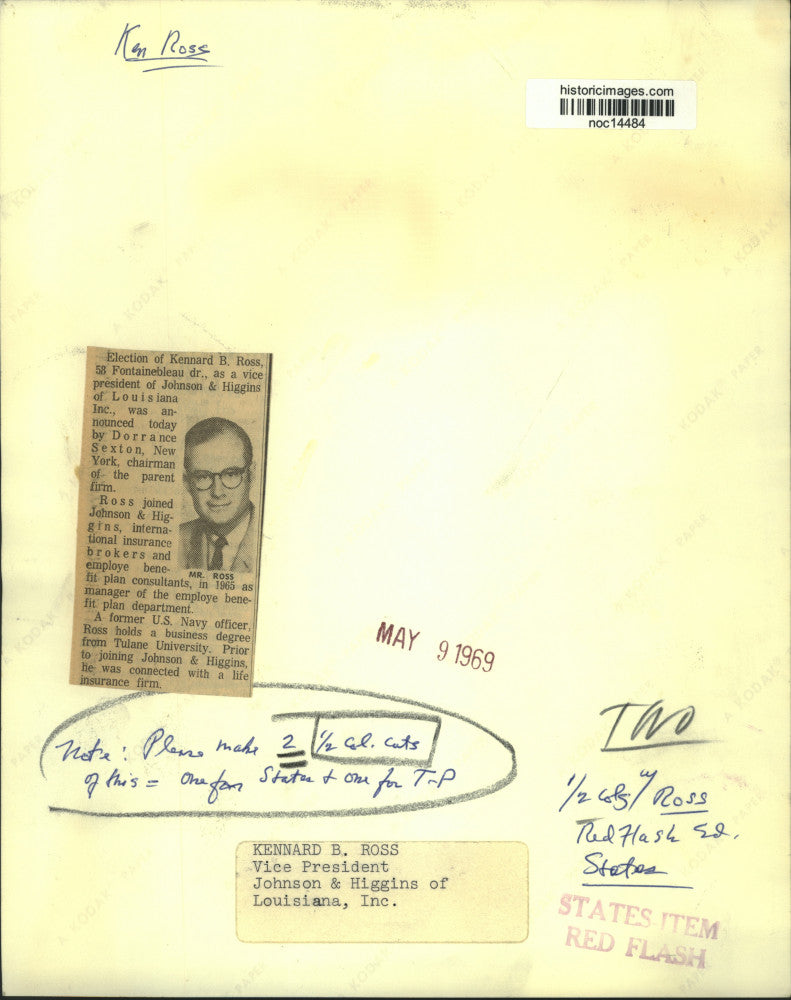 Ken Ross
historicimages.com
noc14484
Election of Kennard B. Ross,
58 Fontainebleau dr., as a vice
president of Johnson & Higgins
of Louisiana
Inc., was an-
nounced today
by Dorrance
Sexton, New
York, chairman
of the parent
firm.
Ross joined
Johnson & Hig-
gins, interna-
tional insurance
brokers and
employe bene-
MR. ROSS
fit plan consultants, in 1965 as
manager of the employe bene-
fit plan department.
A former U.S. Navy officer,
Ross holds a business degree
from Tulane University. Prior
to joining Johnson & Higgins,
he was connected with a life
insurance firm.
MAY 9 1969
Note: Please make 2 1/2 col. cuts
of this = one for States & one for T-P
TWO
1/2 cols w/ Ross
Red Flash Ed.
States
KENNARD B. ROSS
Vice President
Johnson & Higgins of
Louisiana, Inc.
STATES-ITEM
RED FLASH
A KODAK PAPER